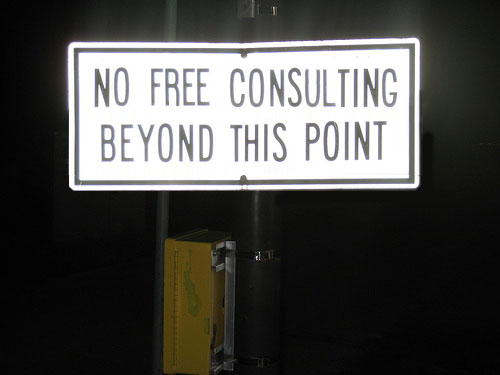 NO FREE CONSULTING
BEYOND THIS POINT